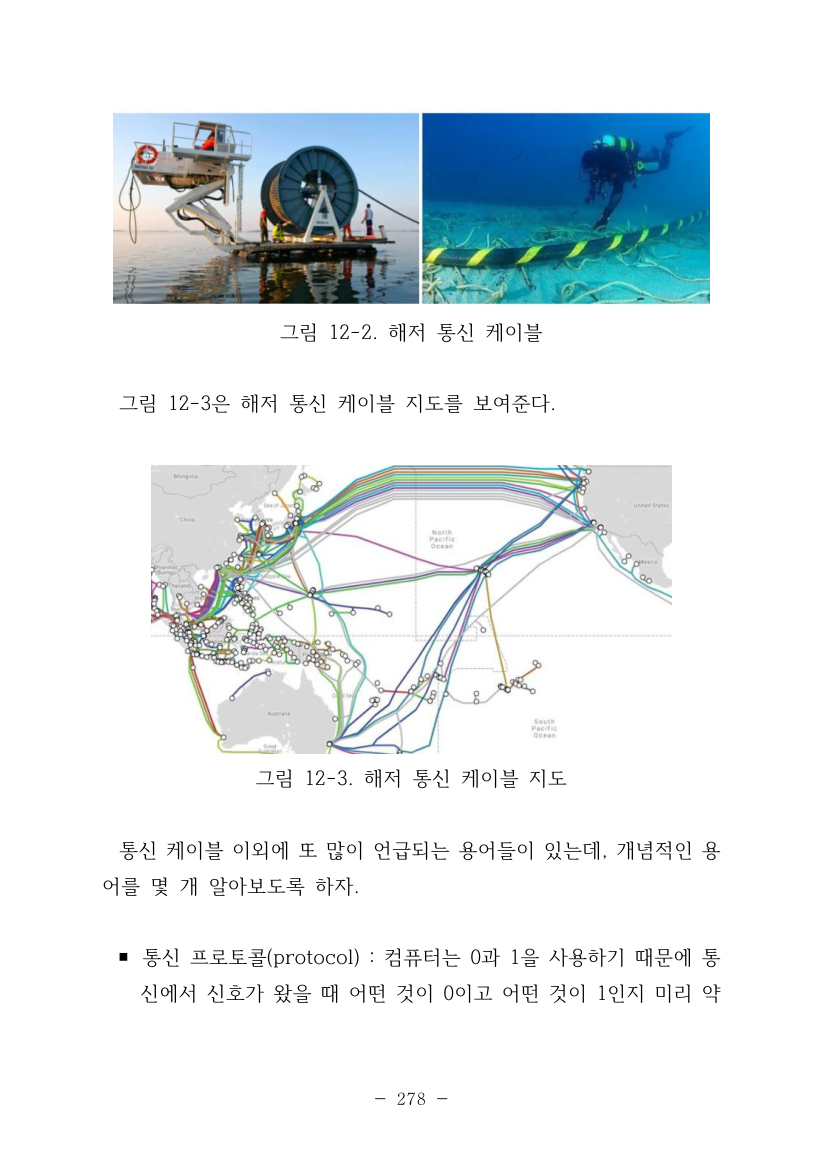 그림 12-2. 해저 통신 케이블
그림 12-3은 해저 통신 케이블 지도를 보여준다.
Mongolia
Sea of Japan
China
United States
North
Pacific
Ocean
Myanmar
(Burma)
Thailand
Mexico
Australia
Great
Australian
South
Pacific
Ocean
그림 12-3. 해저 통신 케이블 지도
통신 케이블 이외에 또 많이 언급되는 용어들이 있는데, 개념적인 용
어를 몇 개 알아보도록 하자.
▪ 통신 프로토콜(protocol) : 컴퓨터는 0과 1을 사용하기 때문에 통
신에서 신호가 왔을 때 어떤 것이 0이고 어떤 것이 1인지 미리 약
- 278 -